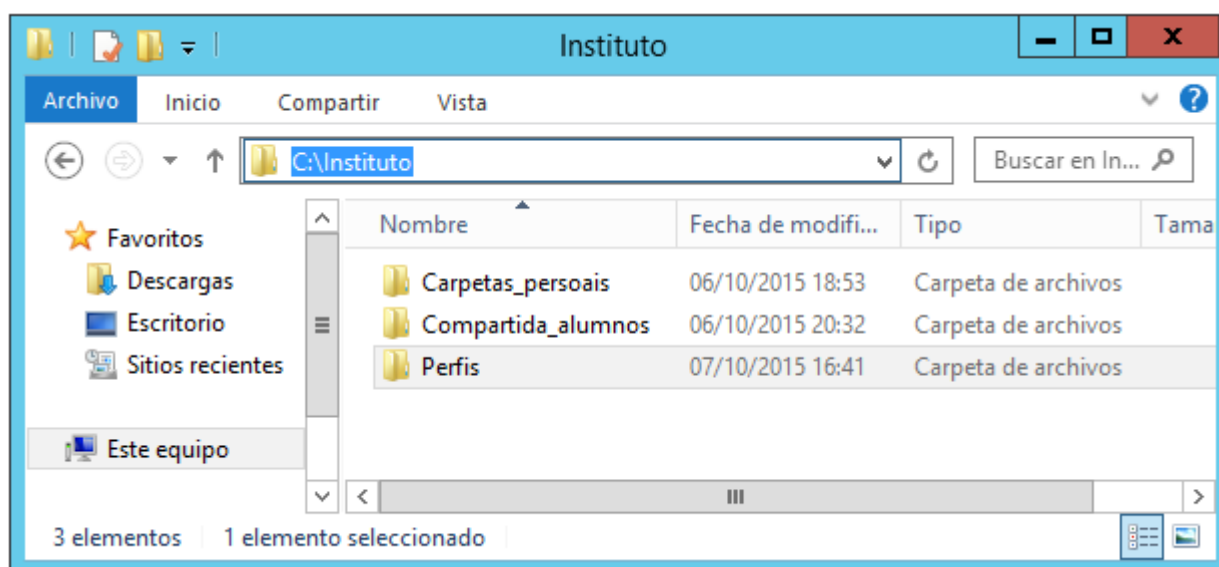 Instituto
Archivo Inicio Compartir Vista
C:\Instituto Buscar en In...
Favoritos
Descargas
Escritorio
Sitios recientes
Este equipo
Nombre Fecha de modifi... Tipo Tama
Carpetas_persoais 06/10/2015 18:53 Carpeta de archivos
Compartida_alumnos 06/10/2015 20:32 Carpeta de archivos
Perfis 07/10/2015 16:41 Carpeta de archivos
3 elementos 1 elemento seleccionado